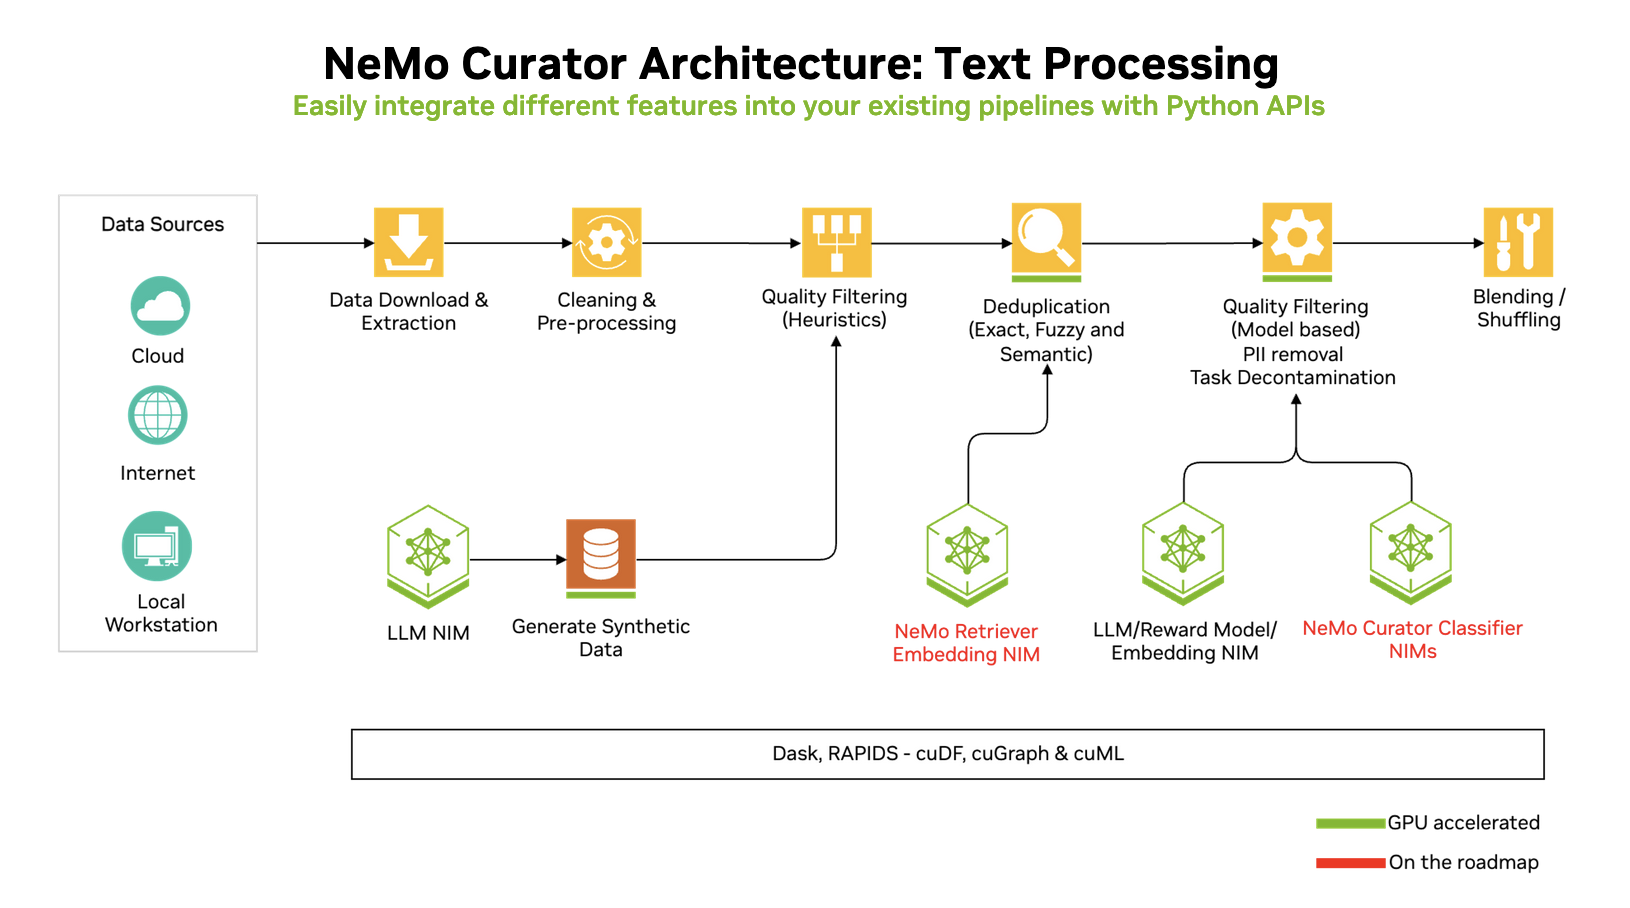 NeMo Curator Architecture: Text Processing
Easily integrate different features into your existing pipelines with Python APIs
Data Sources
Cloud
Internet
Local
Workstation
Data Download &
Extraction
Cleaning &
Pre-processing
Quality Filtering
(Heuristics)
Deduplication
(Exact, Fuzzy and
Semantic)
Quality Filtering
(Model based)
PII removal
Task Decontamination
Blending /
Shuffling
LLM NIM
Generate Synthetic
Data
NeMo Retriever
Embedding NIM
LLM/Reward Model/
Embedding NIM
NeMo Curator Classifier
NIMs
Dask, RAPIDS - cuDF, cuGraph & cuML
GPU accelerated
On the roadmap